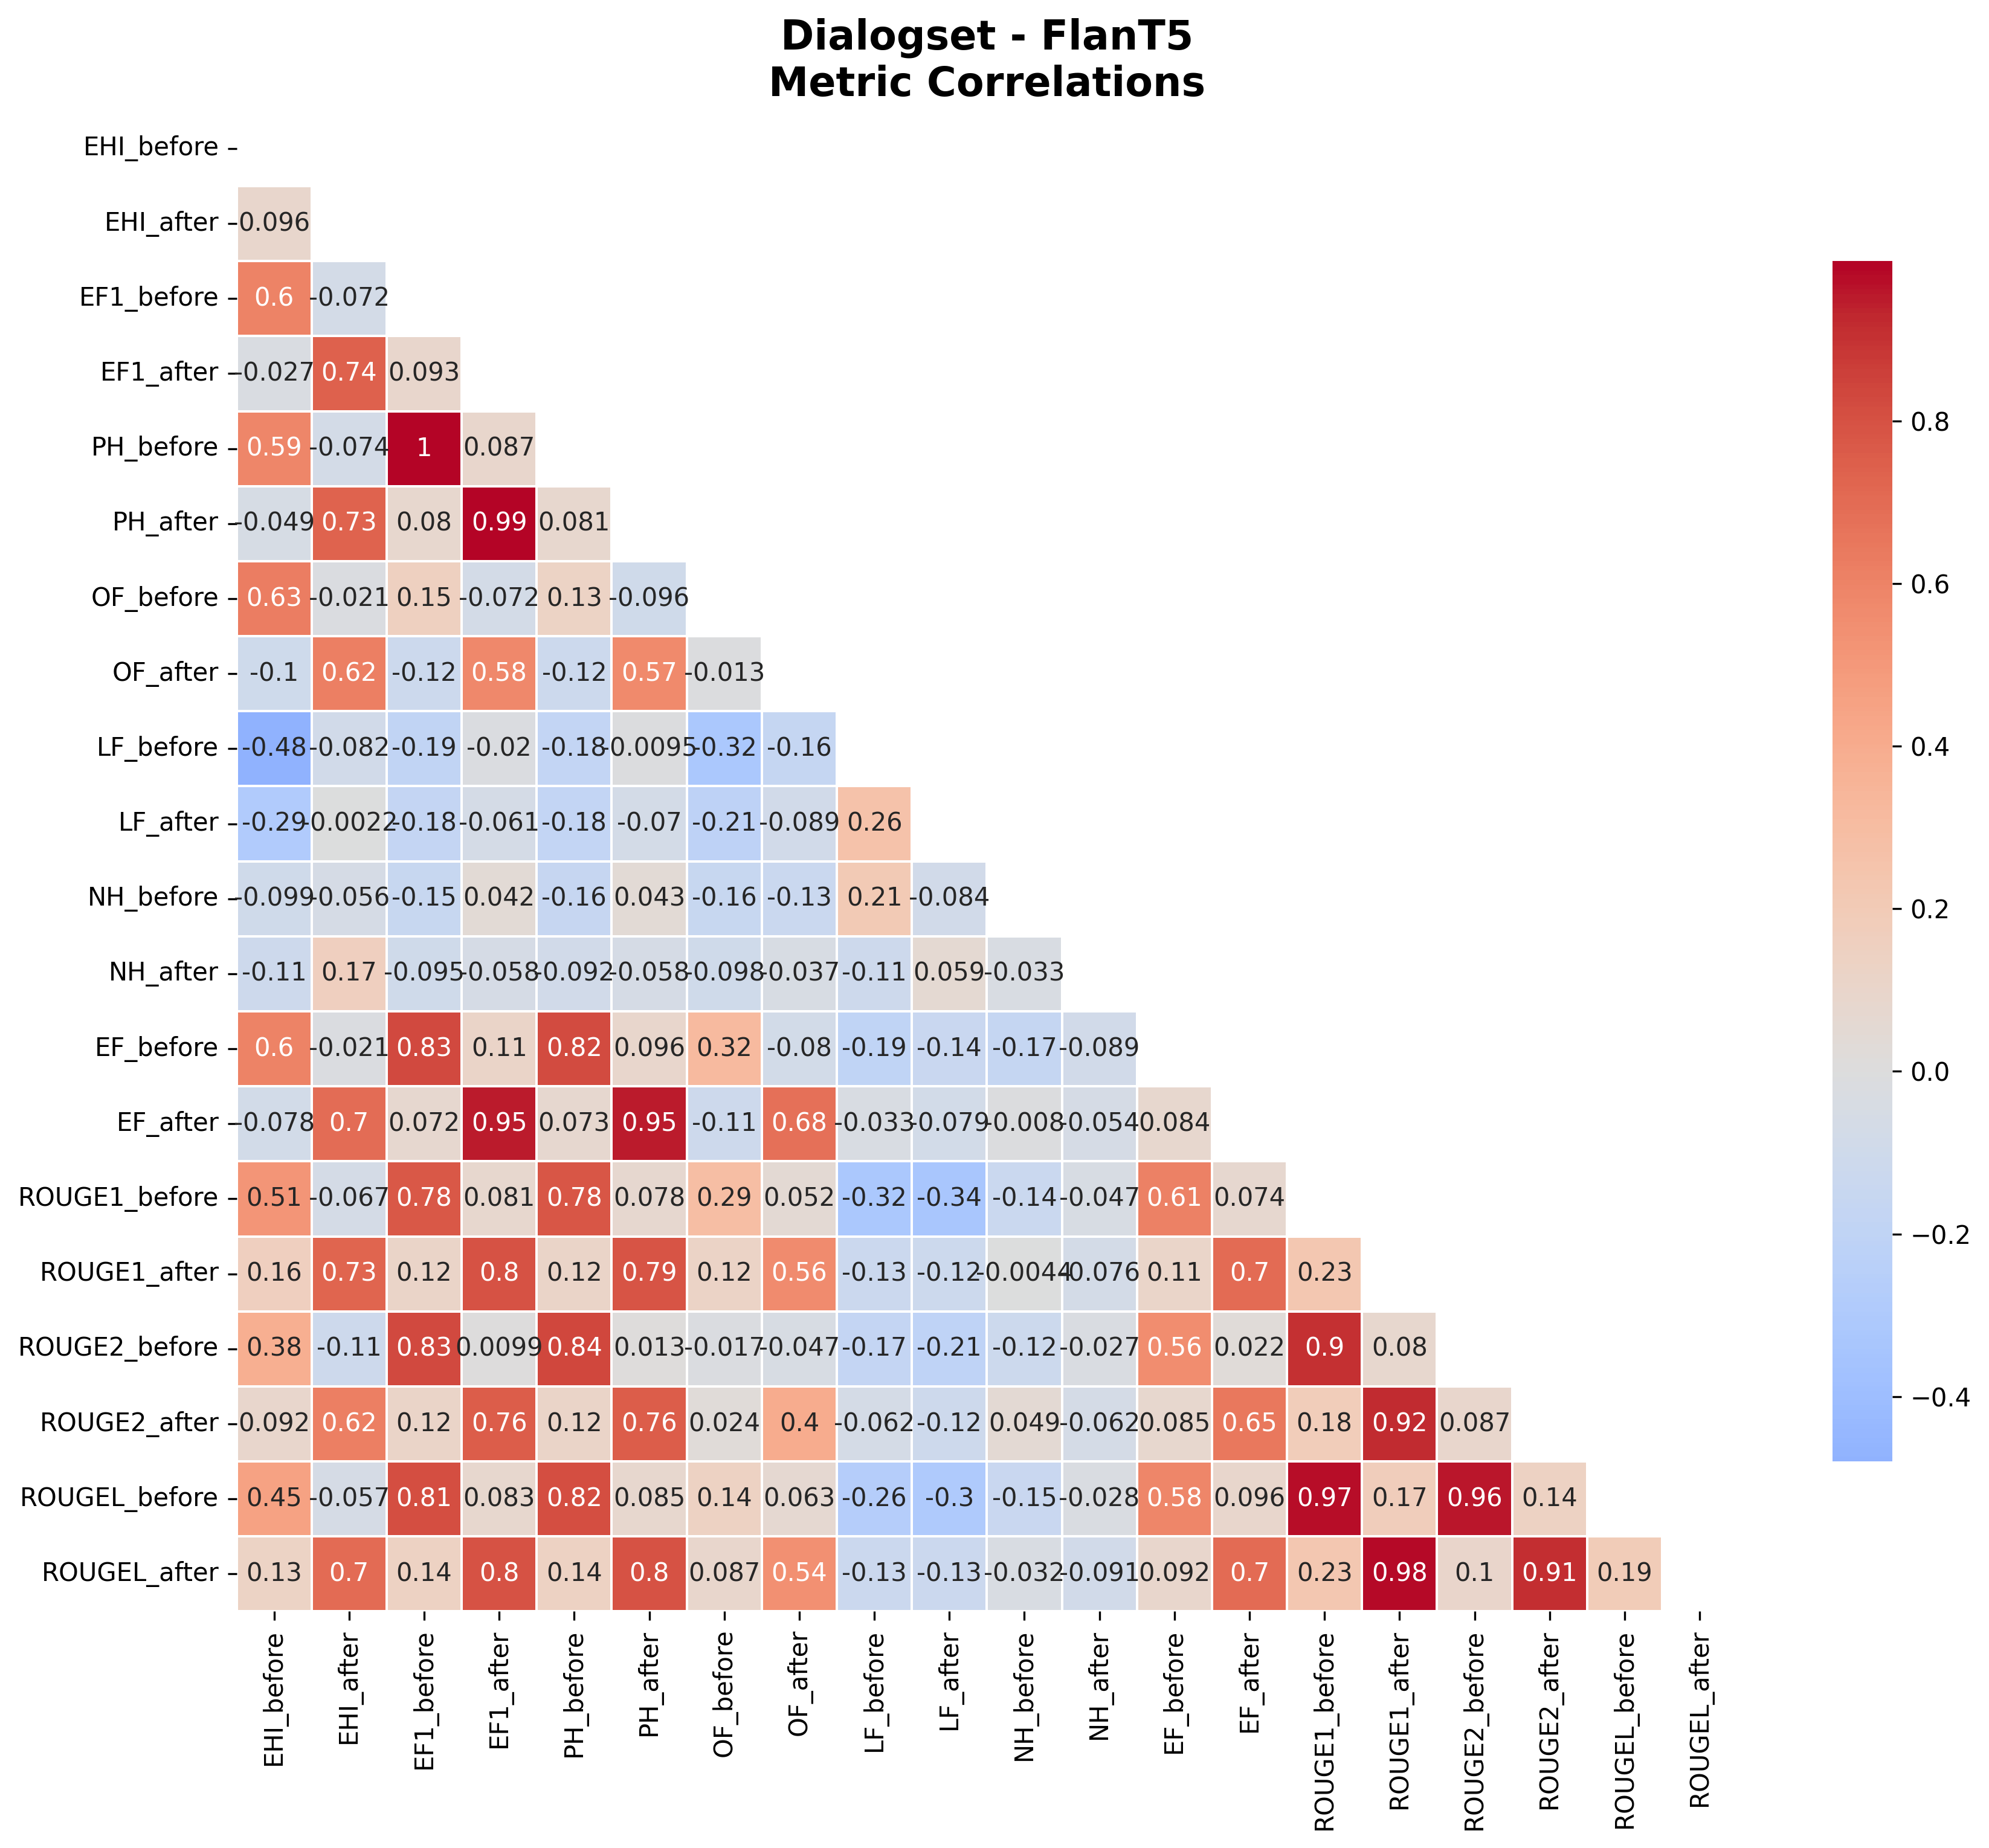 Dialogset - FlanT5
Metric Correlations
EHI_before
EHI_after 0.096
EF1_before 0.6 -0.072
EF1_after -0.027 0.74 0.093
PH_before 0.59 -0.074 1 0.087
PH_after -0.049 0.73 0.08 0.99 0.081
OF_before 0.63 -0.021 0.15 -0.072 0.13 -0.096
OF_after -0.1 0.62 -0.12 0.58 -0.12 0.57 -0.013
LF_before -0.48 -0.082 -0.19 -0.02 -0.18 -0.0095 -0.32 -0.16
LF_after -0.29 -0.0022 -0.18 -0.061 -0.18 -0.07 -0.21 -0.089 0.26
NH_before -0.099 -0.056 -0.15 0.042 -0.16 0.043 -0.16 -0.13 0.21 -0.084
NH_after -0.11 0.17 -0.095 -0.058 -0.092 -0.058 -0.098 -0.037 -0.11 0.059 -0.033
EF_before 0.6 -0.021 0.83 0.11 0.82 0.096 0.32 -0.08 -0.19 -0.14 -0.17 -0.089
EF_after -0.078 0.7 0.072 0.95 0.073 0.95 -0.11 0.68 -0.033 -0.079 -0.008 -0.054 0.084
ROUGE1_before 0.51 -0.067 0.78 0.081 0.78 0.078 0.29 0.052 -0.32 -0.34 -0.14 -0.047 0.61 0.074
ROUGE1_after 0.16 0.73 0.12 0.8 0.12 0.79 0.12 0.56 -0.13 -0.12 -0.0044 -0.076 0.11 0.7 0.23
ROUGE2_before 0.38 -0.11 0.83 0.0099 0.84 0.013 -0.017 -0.047 -0.17 -0.21 -0.12 -0.027 0.56 0.022 0.9 0.08
ROUGE2_after 0.092 0.62 0.12 0.76 0.12 0.76 0.024 0.4 -0.062 -0.12 0.049 -0.062 0.085 0.65 0.18 0.92 0.087
ROUGEL_before 0.45 -0.057 0.81 0.083 0.82 0.085 0.14 0.063 -0.26 -0.3 -0.15 -0.028 0.58 0.096 0.97 0.17 0.96 0.14
ROUGEL_after 0.13 0.7 0.14 0.8 0.14 0.8 0.087 0.54 -0.13 -0.13 -0.032 -0.091 0.092 0.7 0.23 0.98 0.1 0.91 0.19
EHI_before
EHI_after
EF1_before
EF1_after
PH_before
PH_after
OF_before
OF_after
LF_before
LF_after
NH_before
NH_after
EF_before
EF_after
ROUGE1_before
ROUGE1_after
ROUGE2_before
ROUGE2_after
ROUGEL_before
ROUGEL_after
0.8
0.6
0.4
0.2
0.0
−0.2
−0.4